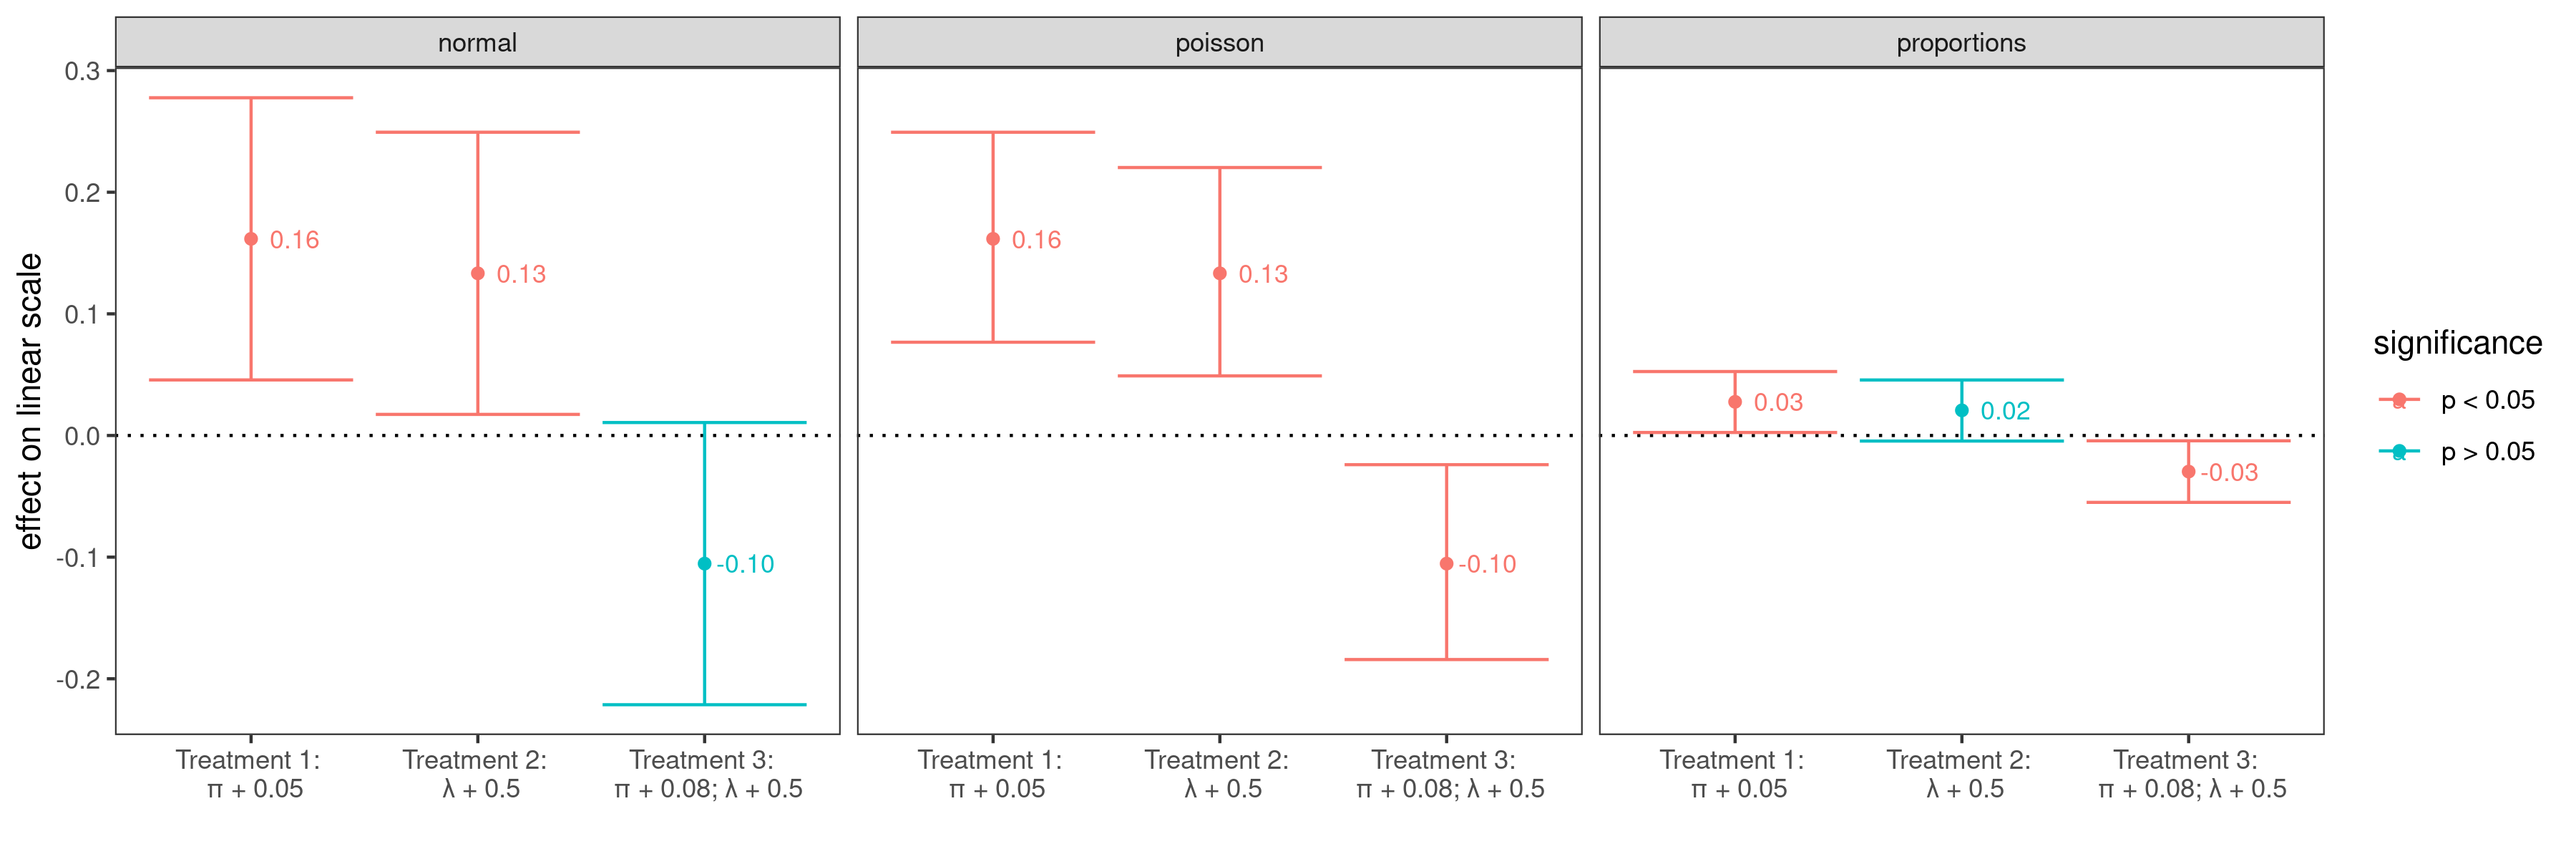 normal
poisson
proportions
effect on linear scale
0.3
0.2
0.1
0.0
-0.1
-0.2
0.16
0.13
-0.10
0.16
0.13
-0.10
0.03
0.02
-0.03
Treatment 1:
π + 0.05
Treatment 2:
λ + 0.5
Treatment 3:
π + 0.08; λ + 0.5
Treatment 1:
π + 0.05
Treatment 2:
λ + 0.5
Treatment 3:
π + 0.08; λ + 0.5
Treatment 1:
π + 0.05
Treatment 2:
λ + 0.5
Treatment 3:
π + 0.08; λ + 0.5
significance
p < 0.05
p > 0.05